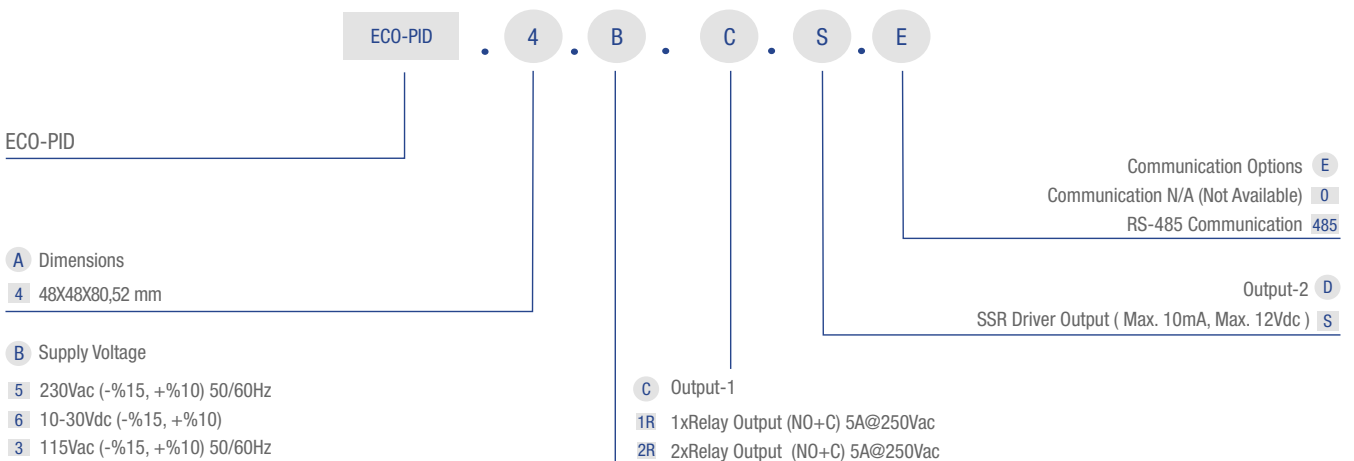 ECO-PID . 4 . B . C . S . E
ECO-PID
Communication Options E
Communication N/A (Not Available) 0
RS-485 Communication 485
A Dimensions
4 48X48X80,52 mm
Output-2 D
SSR Driver Output ( Max. 10mA, Max. 12Vdc ) S
B Supply Voltage
5 230Vac (-%15, +%10) 50/60Hz
6 10-30Vdc (-%15, +%10)
3 115Vac (-%15, +%10) 50/60Hz
C Output-1
1R 1xRelay Output (NO+C) 5A@250Vac
2R 2xRelay Output (NO+C) 5A@250Vac